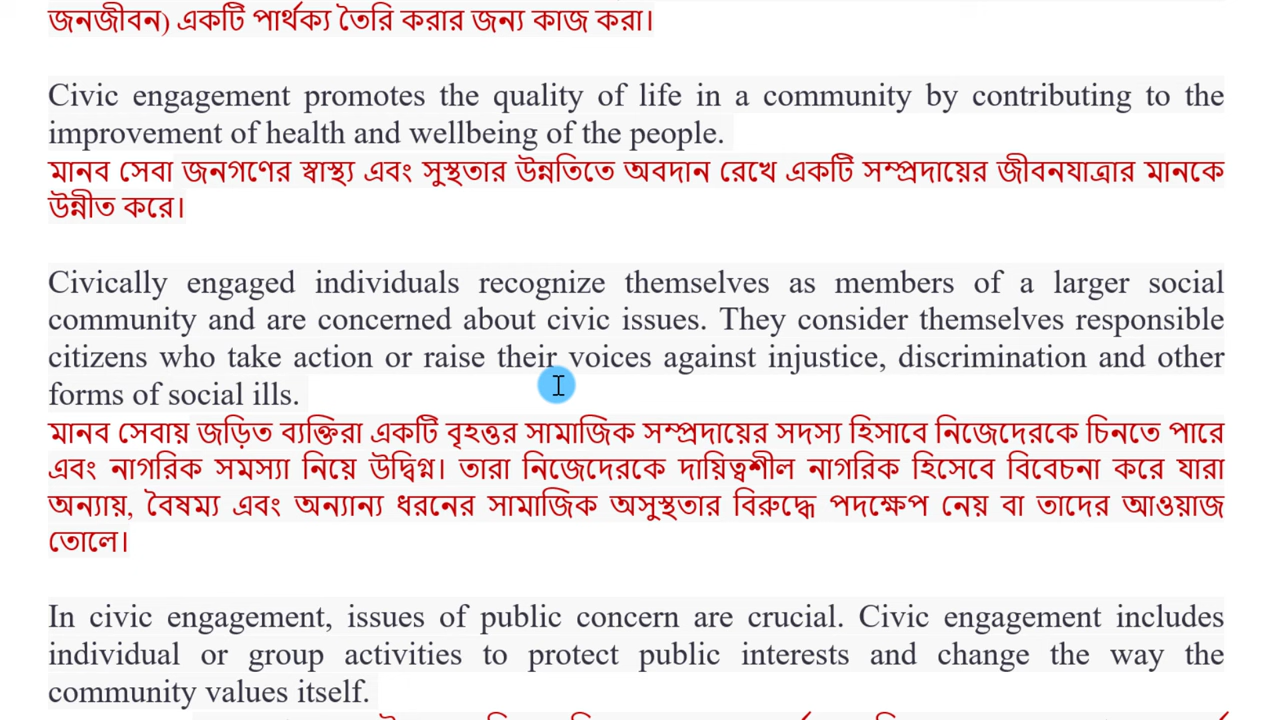 জনজীবন) একটি পার্থক্য তৈরি করার জন্য কাজ করা।
Civic engagement promotes the quality of life in a community by contributing to the
improvement of health and wellbeing of the people.
মানব সেবা জনগণের স্বাস্থ্য এবং সুস্থতার উন্নতিতে অবদান রেখে একটি সম্প্রদায়ের জীবনযাত্রার মানকে
উন্নীত করে।
Civically engaged individuals recognize themselves as members of a larger social
community and are concerned about civic issues. They consider themselves responsible
citizens who take action or raise their voices against injustice, discrimination and other
forms of social ills.
মানব সেবায় জড়িত ব্যক্তিরা একটি বৃহত্তর সামাজিক সম্প্রদায়ের সদস্য হিসাবে নিজেদেরকে চিনতে পারে
এবং নাগরিক সমস্যা নিয়ে উদ্বিগ্ন। তারা নিজেদেরকে দায়িত্বশীল নাগরিক হিসেবে বিবেচনা করে যারা
অন্যায়, বৈষম্য এবং অন্যান্য ধরনের সামাজিক অসুস্থতার বিরুদ্ধে পদক্ষেপ নেয় বা তাদের আওয়াজ
তোলে।
In civic engagement, issues of public concern are crucial. Civic engagement includes
individual or group activities to protect public interests and change the way the
community values itself.